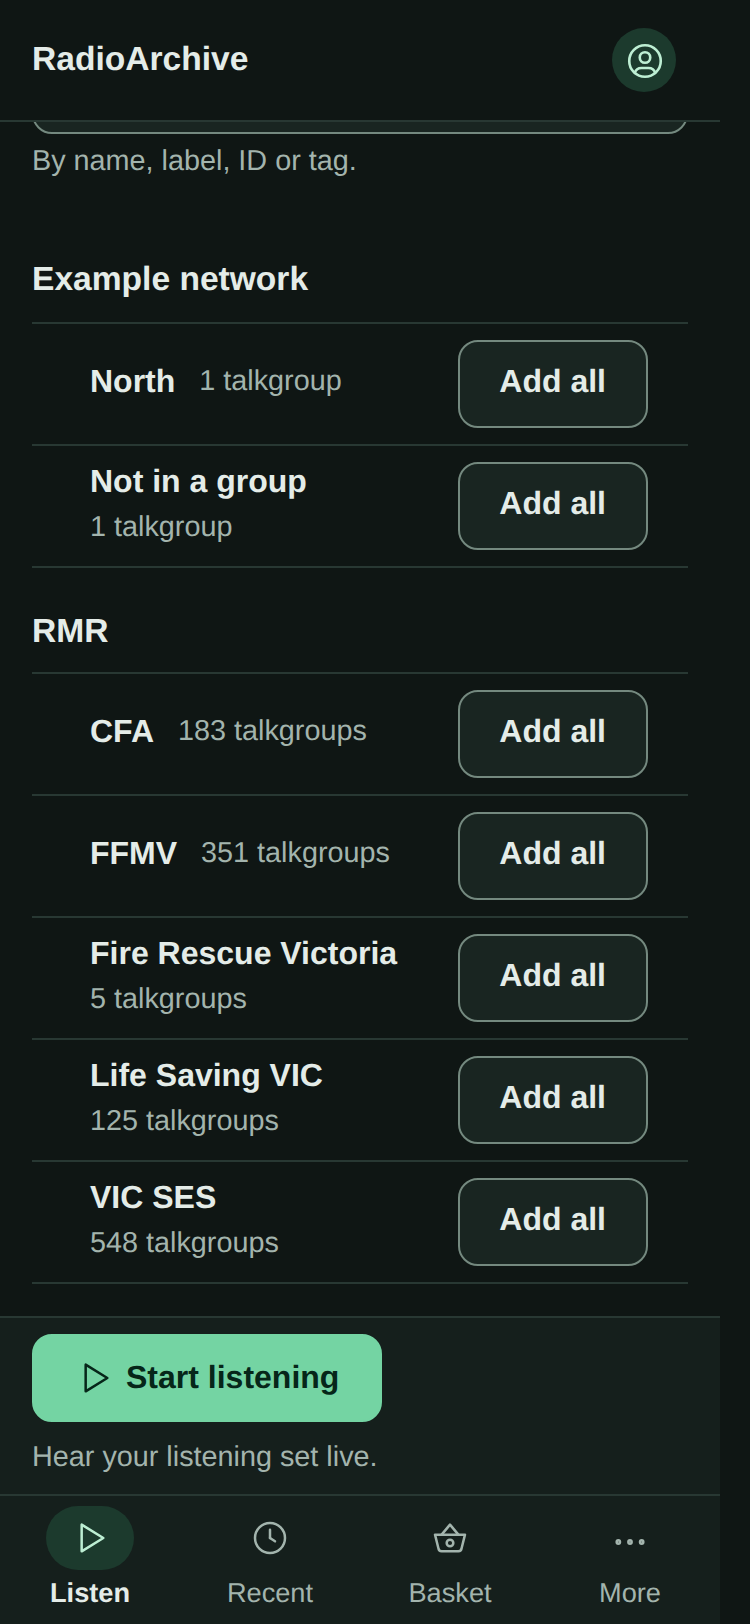 RadioArchive
By name, label, ID or tag.
Example network
North 1 talkgroup Add all
Not in a group
1 talkgroup
Add all
RMR
CFA 183 talkgroups Add all
FFMV 351 talkgroups Add all
Fire Rescue Victoria
5 talkgroups
Add all
Life Saving VIC
125 talkgroups
Add all
VIC SES
548 talkgroups
Add all
Start listening
Hear your listening set live.
Listen Recent Basket More